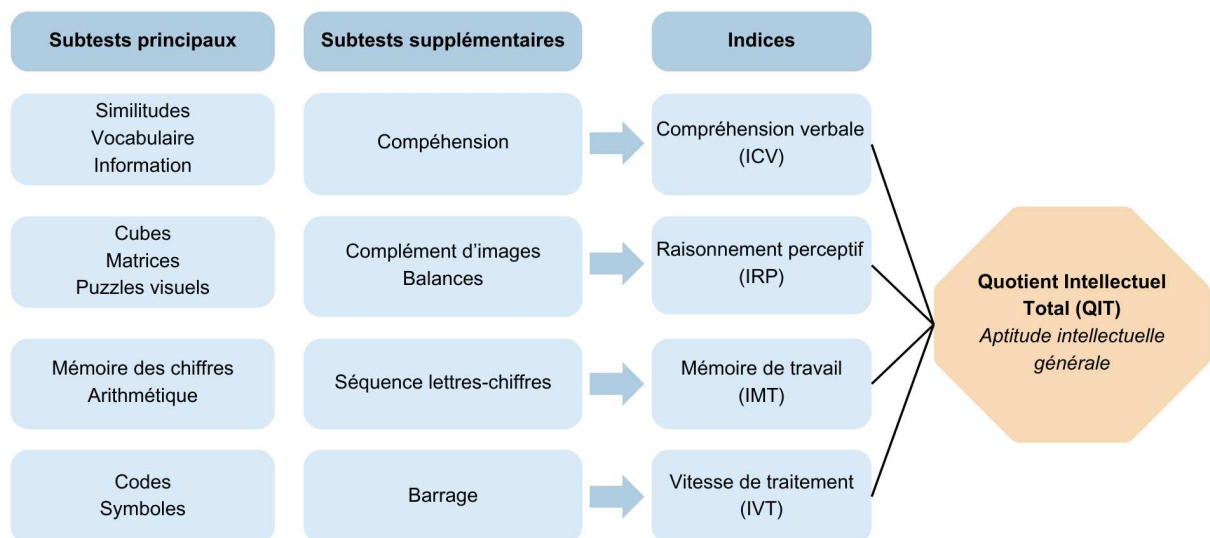 Subtests principaux
Subtests supplémentaires
Indices
Similitudes
Vocabulaire
Information
Compéhension
Compréhension verbale
(ICV)
Cubes
Matrices
Puzzles visuels
Complément d'images
Balances
Raisonnement perceptif
(IRP)
Mémoire des chiffres
Arithmétique
Séquence lettres-chiffres
Mémoire de travail
(IMT)
Codes
Symboles
Barrage
Vitesse de traitement
(IVT)
Quotient Intellectuel
Total (QIT)
Aptitude intellectuelle
générale